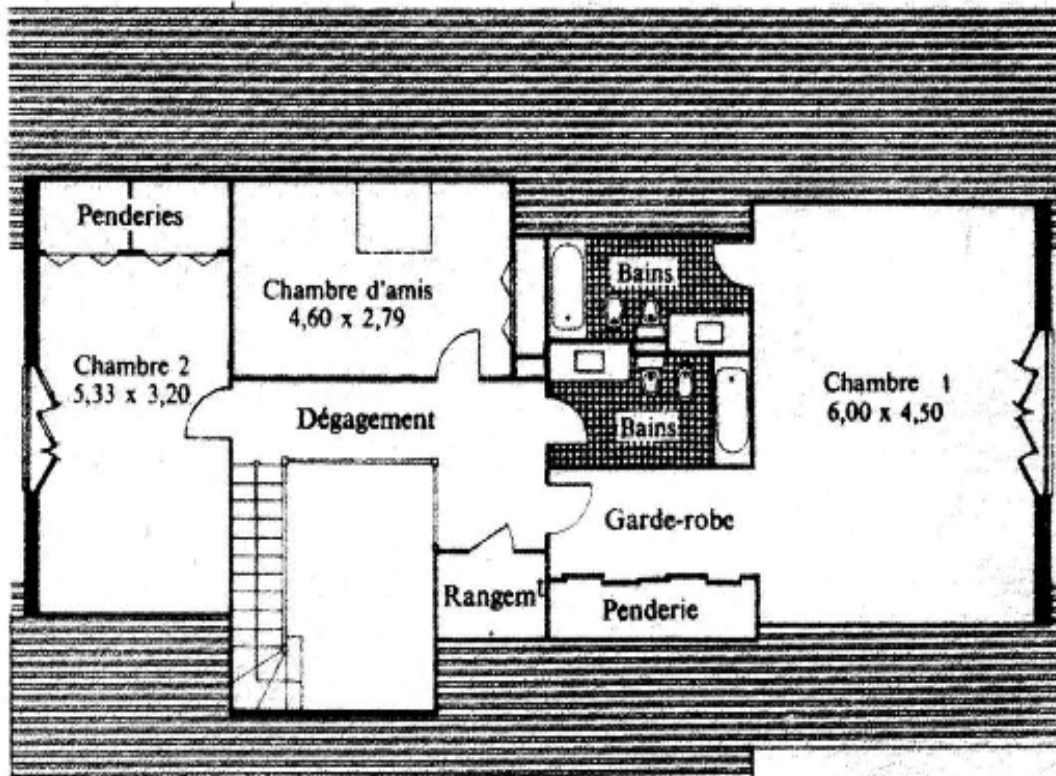 Penderies
Chambre d'amis
4,60 x 2,79
Bains
Chambre 2
5,33 x 3,20
Chambre 1
6,00 x 4,50
Dégagement
Bains
Garde-robe
Rangemt
Penderie